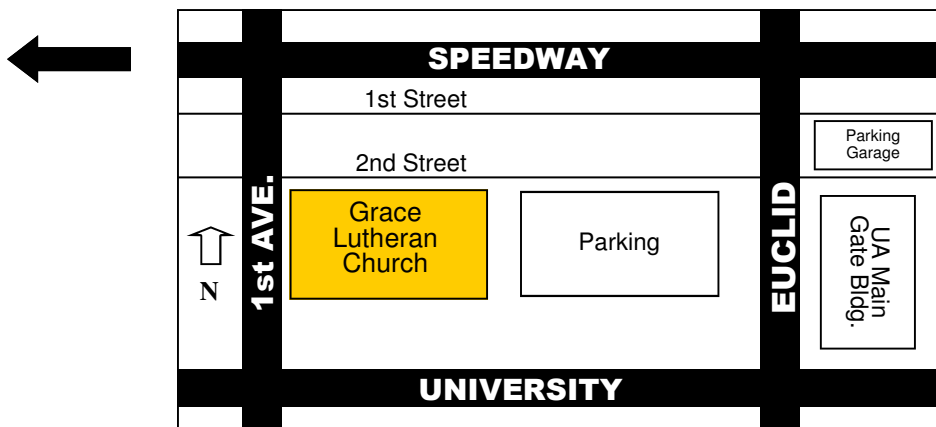 SPEEDWAY
1st Street
Parking
Garage
2nd Street
1st AVE.
Grace
Lutheran
Church
Parking
EUCLID
UA Main
Gate Bldg.
N
UNIVERSITY